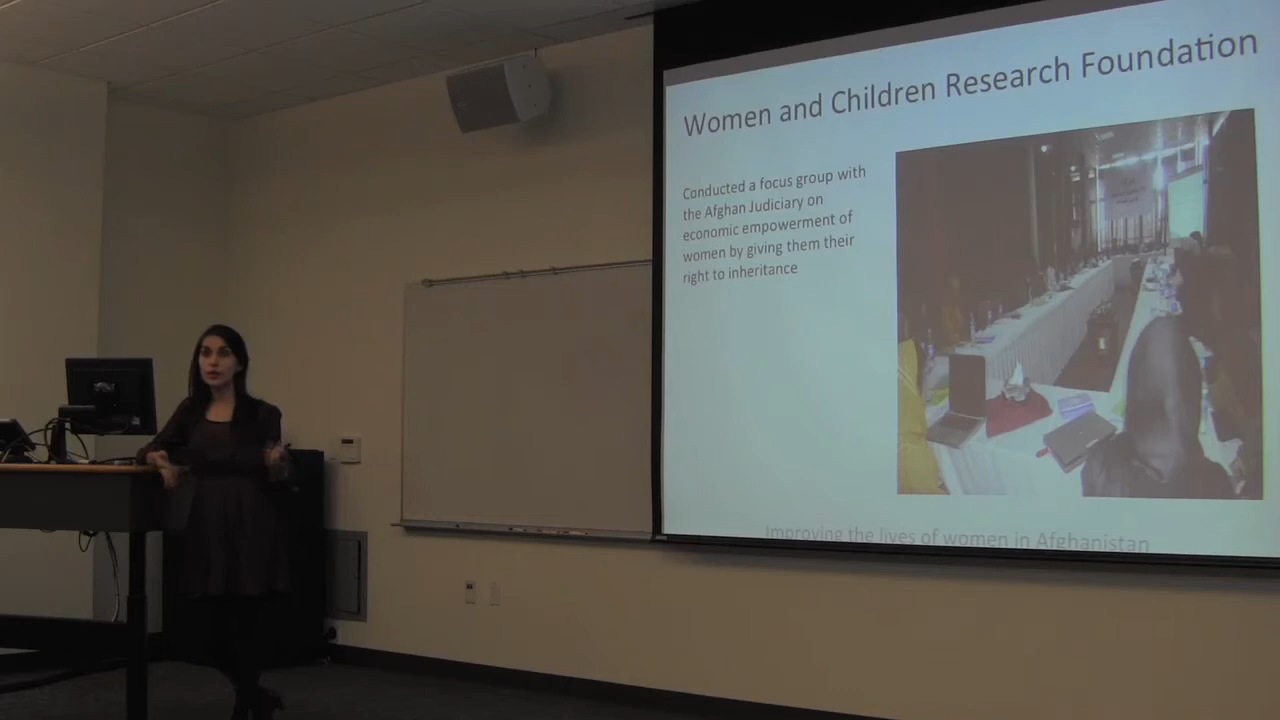 Women and Children Research Foundation
Conducted a focus group with
the Afghan Judiciary on
economic empowerment of
women by giving them their
right to inheritance
Improving the lives of women in Afghanistan